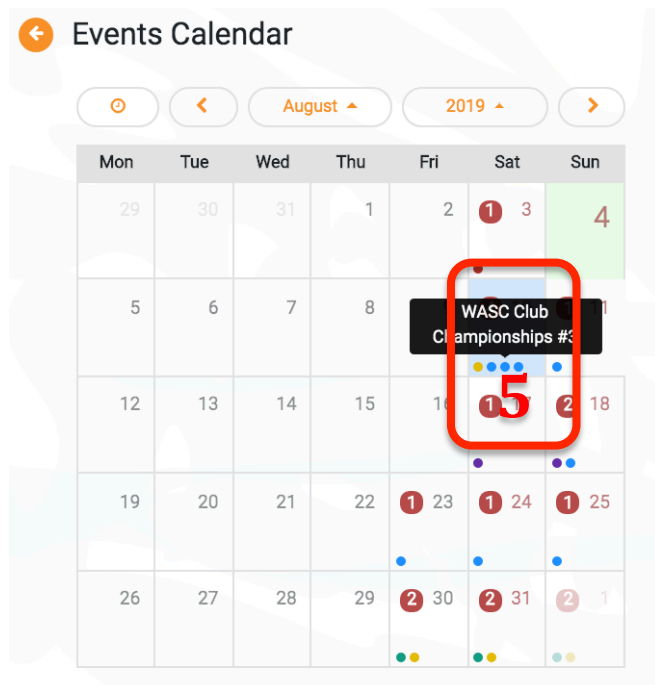 Events Calendar
August 2019
Mon Tue Wed Thu Fri Sat Sun
29 30 31 1 2 1 3 4
5 6 7 8 11
WASC Club
Championships #3
5
12 13 14 15 16 1 17 2 18
19 20 21 22 1 23 1 24 1 25
26 27 28 29 2 30 2 31 2 1